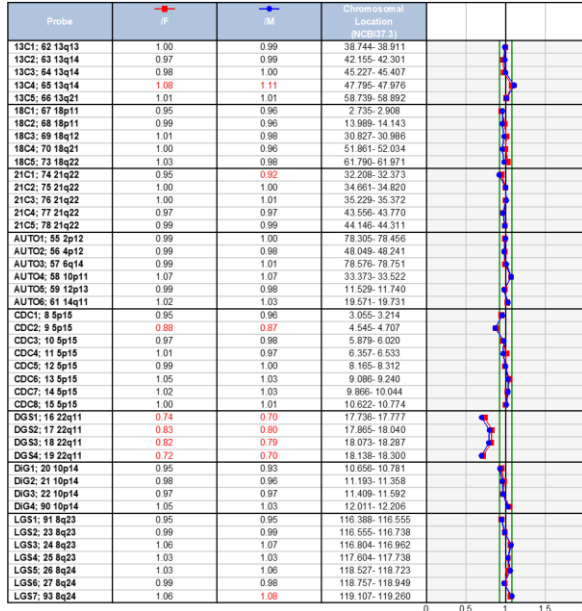 Probe /F /M Chromosomal Location (NCBI37.3)
13C1; 62 13q13 1.00 0.99 38.744- 38.911
13C2; 63 13q14 0.97 0.99 42.155- 42.301
13C3; 64 13q14 0.98 1.00 45.227- 45.407
13C4; 65 13q14 1.08 1.11 47.795- 47.976
13C5; 66 13q21 1.01 1.01 58.739- 58.892
18C1; 67 18p11 0.95 0.96 2.735- 2.908
18C2; 68 18p11 0.99 0.96 13.989- 14.143
18C3; 69 18q12 1.01 0.98 30.827- 30.986
18C4; 70 18q21 1.00 0.96 51.861- 52.034
18C5; 73 18q22 1.03 0.98 61.790- 61.971
21C1; 74 21q22 0.95 0.92 32.208- 32.373
21C2; 75 21q22 1.00 1.00 34.661- 34.820
21C3; 76 21q22 1.00 1.01 35.229- 35.372
21C4; 77 21q22 0.97 0.97 43.556- 43.770
21C5; 78 21q22 0.99 0.99 44.146- 44.311
AUTO1; 55 2p12 0.99 1.00 78.305- 78.456
AUTO2; 56 4p12 0.99 0.98 48.049- 48.241
AUTO3; 57 6q14 0.99 1.01 78.576- 78.751
AUTO4; 58 10p11 1.07 1.07 33.373- 33.522
AUTO5; 59 12p13 0.99 0.98 11.529- 11.740
AUTO6; 61 14q11 1.02 1.03 19.571- 19.731
CDC1; 8 5p15 0.95 0.96 3.055- 3.214
CDC2; 9 5p15 0.88 0.87 4.545- 4.707
CDC3; 10 5p15 0.97 0.98 5.879- 6.020
CDC4; 11 5p15 1.01 0.97 6.357- 6.533
CDC5; 12 5p15 0.99 1.00 8.165- 8.312
CDC6; 13 5p15 1.05 1.03 9.086- 9.240
CDC7; 14 5p15 1.02 1.03 9.866- 10.044
CDC8; 15 5p15 1.00 1.01 10.622- 10.774
DGS1; 16 22q11 0.74 0.70 17.736- 17.777
DGS2; 17 22q11 0.83 0.80 17.865- 18.040
DGS3; 18 22q11 0.82 0.79 18.073- 18.287
DGS4; 19 22q11 0.72 0.70 18.138- 18.300
DiG1; 20 10p14 0.95 0.93 10.656- 10.781
DiG2; 21 10p14 0.98 0.96 11.193- 11.358
DiG3; 22 10p14 0.97 0.97 11.409- 11.592
DiG4; 90 10p14 1.05 1.03 12.011- 12.206
LGS1; 91 8q23 0.95 0.95 116.388- 116.555
LGS2; 23 8q23 0.99 0.99 116.555- 116.738
LGS3; 24 8q23 1.06 1.07 116.804- 116.962
LGS4; 25 8q23 1.03 1.03 117.604- 117.738
LGS5; 26 8q24 1.03 1.06 118.527- 118.723
LGS6; 27 8q24 0.99 0.98 118.757- 118.949
LGS7; 93 8q24 1.06 1.08 119.107- 119.260
0 0.5 1 1.5